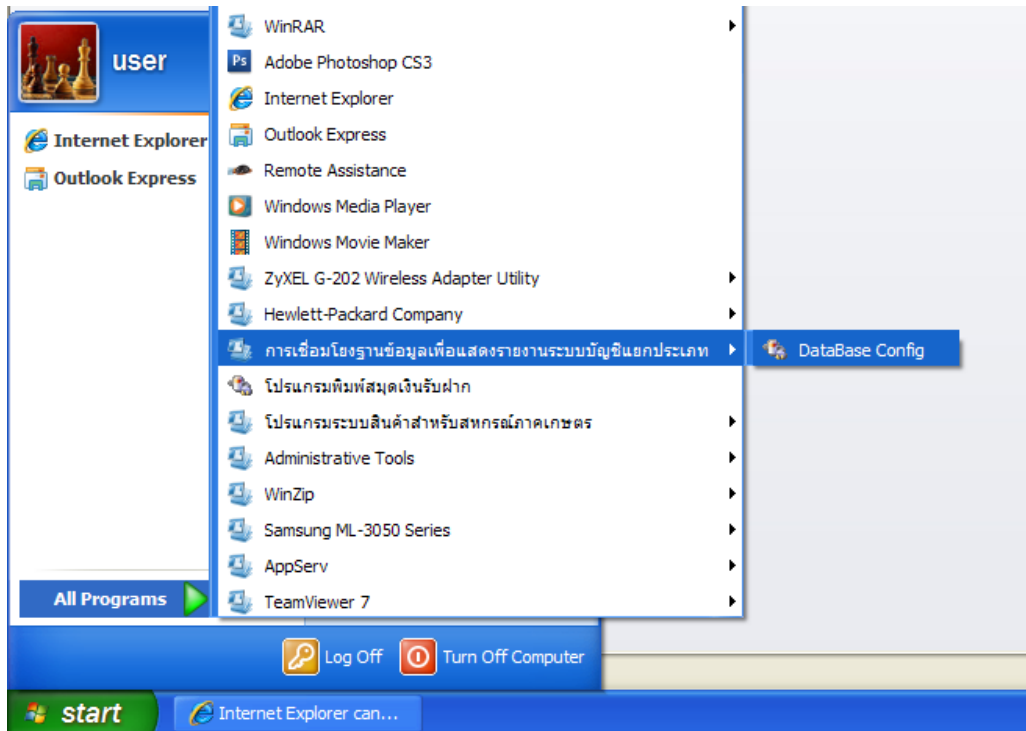 user
Internet Explorer
Outlook Express
All Programs
WinRAR
Ps Adobe Photoshop CS3
Internet Explorer
Outlook Express
Remote Assistance
Windows Media Player
Windows Movie Maker
ZyXEL G-202 Wireless Adapter Utility
Hewlett-Packard Company
การเชื่อมโยงฐานข้อมูลเพื่อแสดงรายงานระบบบัญชีแยกประเภท
DataBase Config
โปรแกรมพิมพ์สมุดเงินรับฝาก
โปรแกรมระบบสินค้าสำหรับสหกรณ์ภาคเกษตร
Administrative Tools
WinZip
Samsung ML-3050 Series
AppServ
TeamViewer 7
Log Off
Turn Off Computer
start
Internet Explorer can...